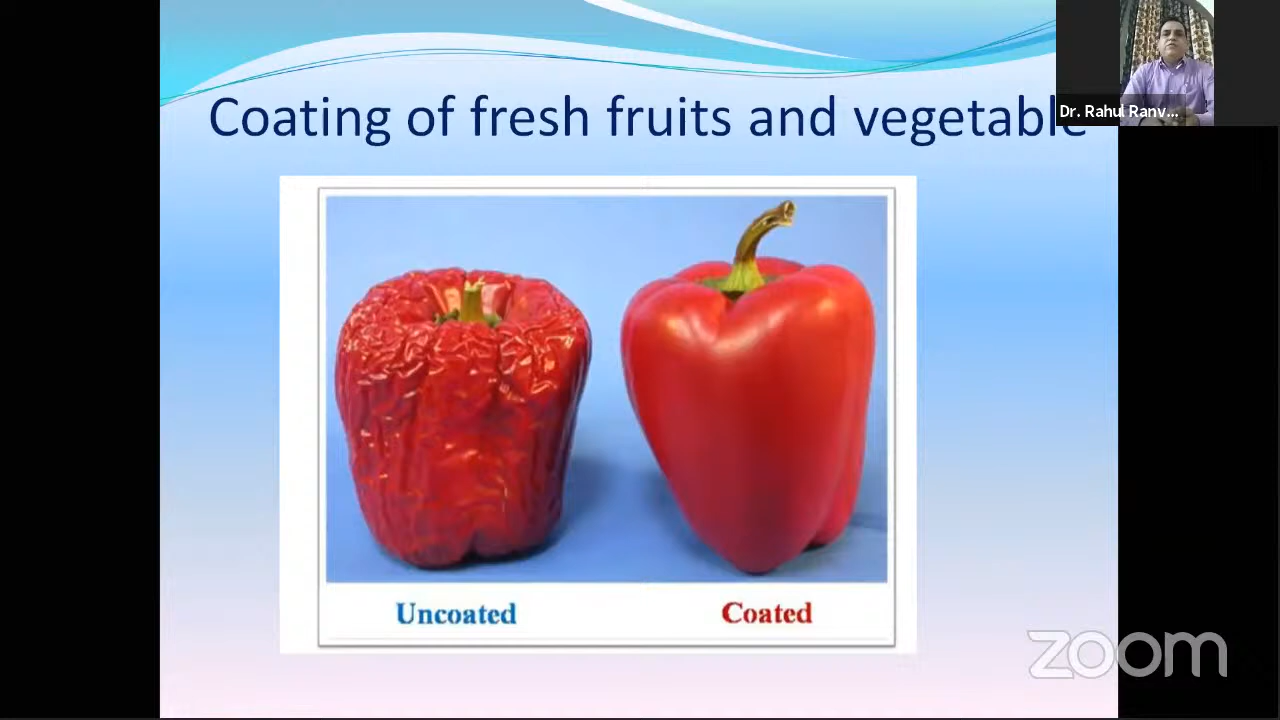 Coating of fresh fruits and vegetable
Dr. Rahul Ranv...
Uncoated
Coated
zoom